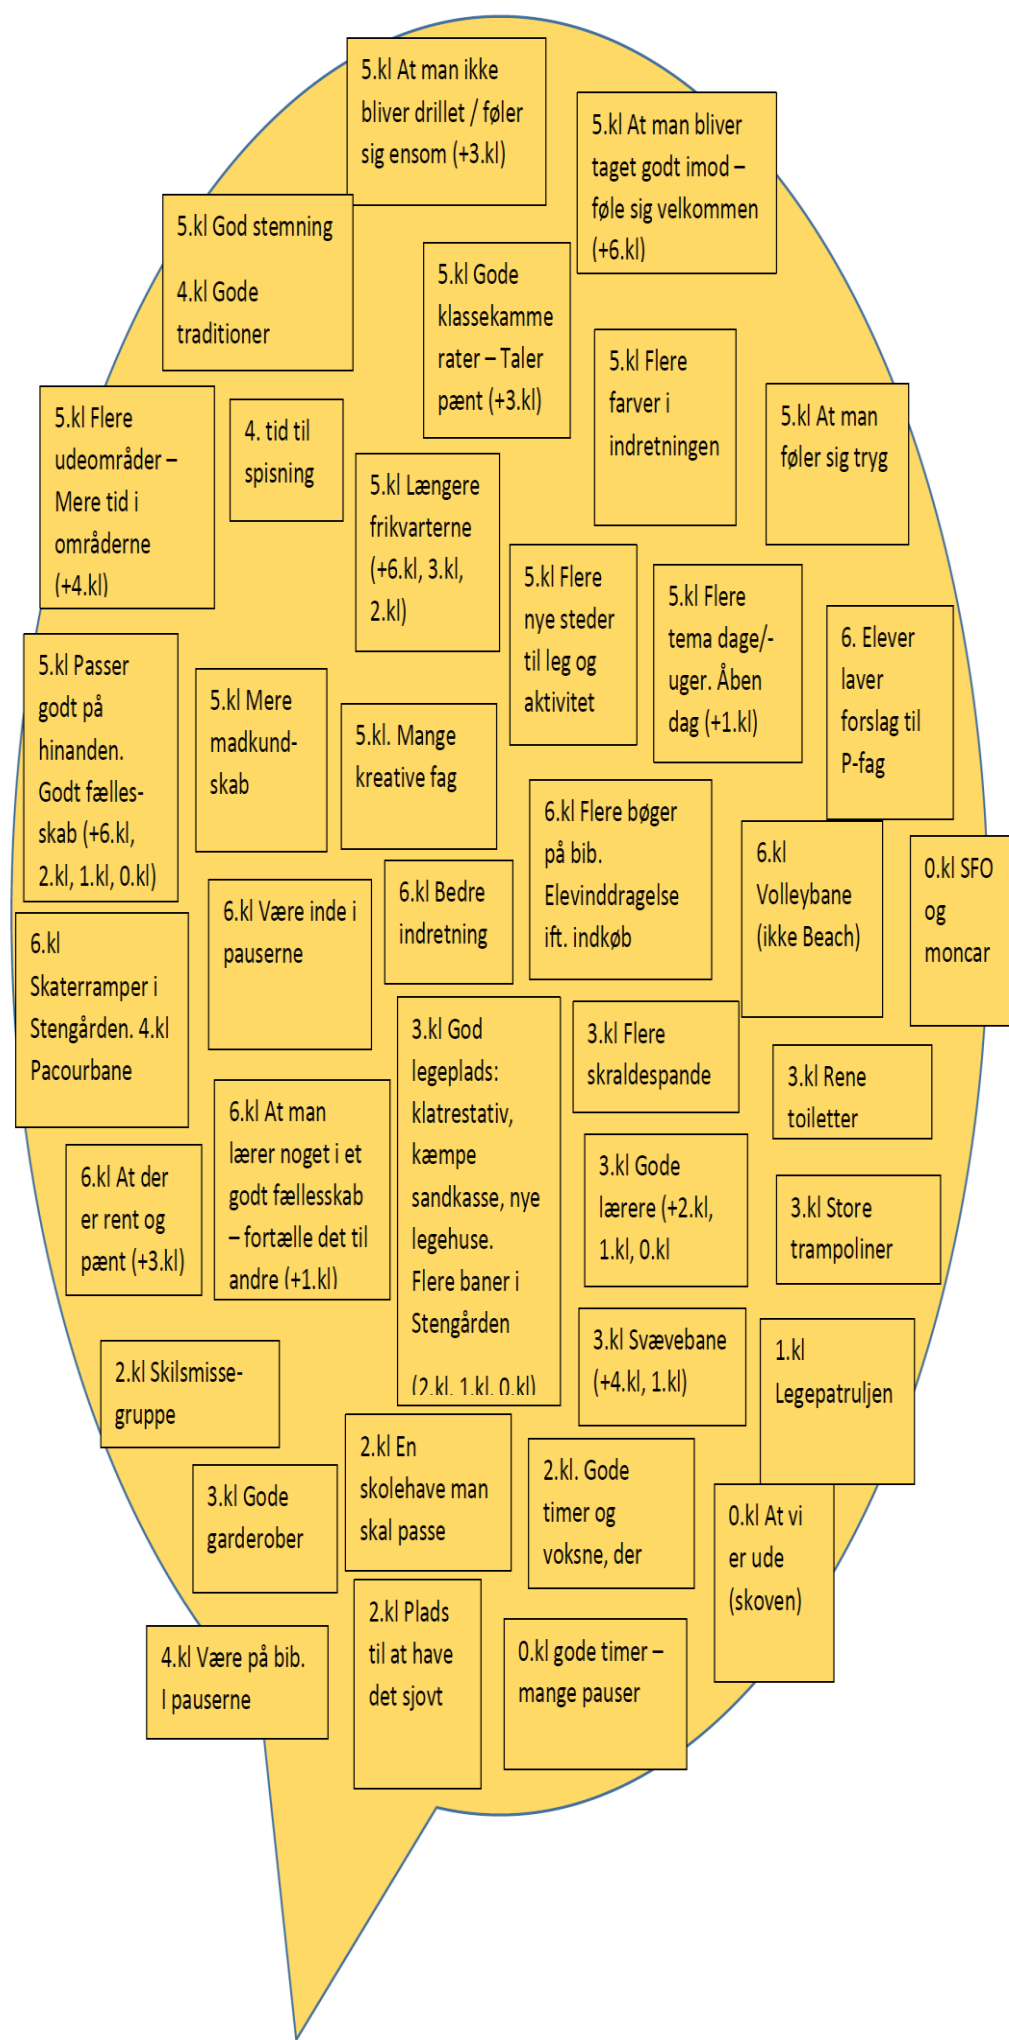 5.kl At man ikke
bliver drillet / føler
sig ensom (+3.kl)
5.kl At man bliver
taget godt imod –
føle sig velkommen
(+6.kl)
5.kl God stemning
4.kl Gode
traditioner
5.kl Gode
klassekamme
rater – Taler
pænt (+3.kl)
5.kl Flere
farver i
indretningen
5.kl At man
føler sig tryg
5.kl Flere
udeområder –
Mere tid i
områderne
(+4.kl)
4. tid til
spisning
5.kl Længere
frikvarterne
(+6.kl, 3.kl,
2.kl)
5.kl Flere
nye steder
til leg og
aktivitet
5.kl Flere
tema dage/-
uger. Åben
dag (+1.kl)
6. Elever
laver
forslag til
P-fag
5.kl Passer
godt på
hinanden.
Godt fælles-
skab (+6.kl,
2.kl, 1.kl, 0.kl)
5.kl Mere
madkund-
skab
5.kl. Mange
kreative fag
6.kl Flere bøger
på bib.
Elevinddragelse
ift. indkøb
6.kl
Volleybane
(ikke Beach)
0.kl SFO
og
moncar
6.kl
Skaterramper i
Stengården. 4.kl
Pacourbane
6.kl Være inde i
pauserne
6.kl Bedre
indretning
3.kl God
legeplads:
klatrestativ,
kæmpe
sandkasse, nye
legehuse.
Flere baner i
Stengården
(2.kl, 1.kl, 0.kl)
3.kl Flere
skraldespande
3.kl Rene
toiletter
6.kl At der
er rent og
pænt (+3.kl)
6.kl At man
lærer noget i et
godt fællesskab
– fortælle det til
andre (+1.kl)
3.kl Gode
lærere (+2.kl,
1.kl, 0.kl
3.kl Store
trampoliner
3.kl Svævebane
(+4.kl, 1.kl)
1.kl
Legepatruljen
2.kl Skilsmisse-
gruppe
3.kl Gode
garderober
2.kl En
skolehave man
skal passe
2.kl. Gode
timer og
voksne, der
0.kl At vi
er ude
(skoven)
4.kl Være på bib.
I pauserne
2.kl Plads
til at have
det sjovt
0.kl gode timer –
mange pauser